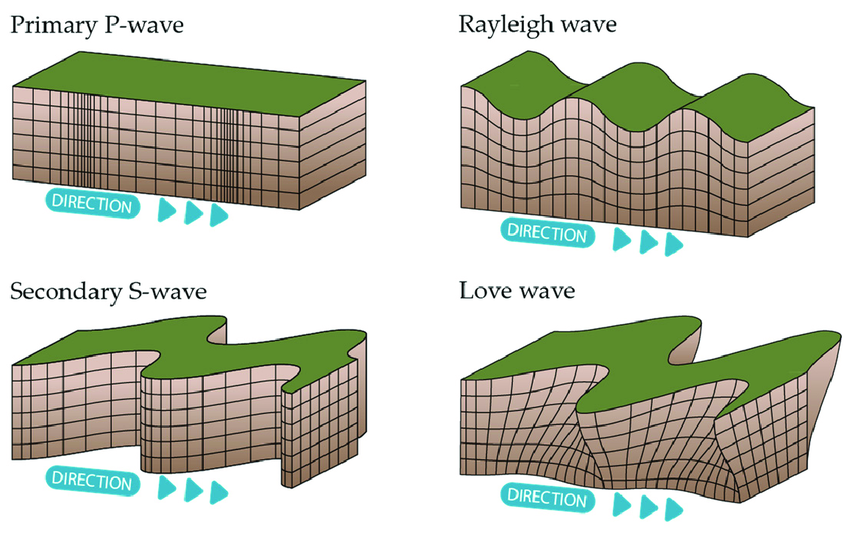 Primary P-wave
DIRECTION
Rayleigh wave
DIRECTION
Secondary S-wave
DIRECTION
Love wave
DIRECTION